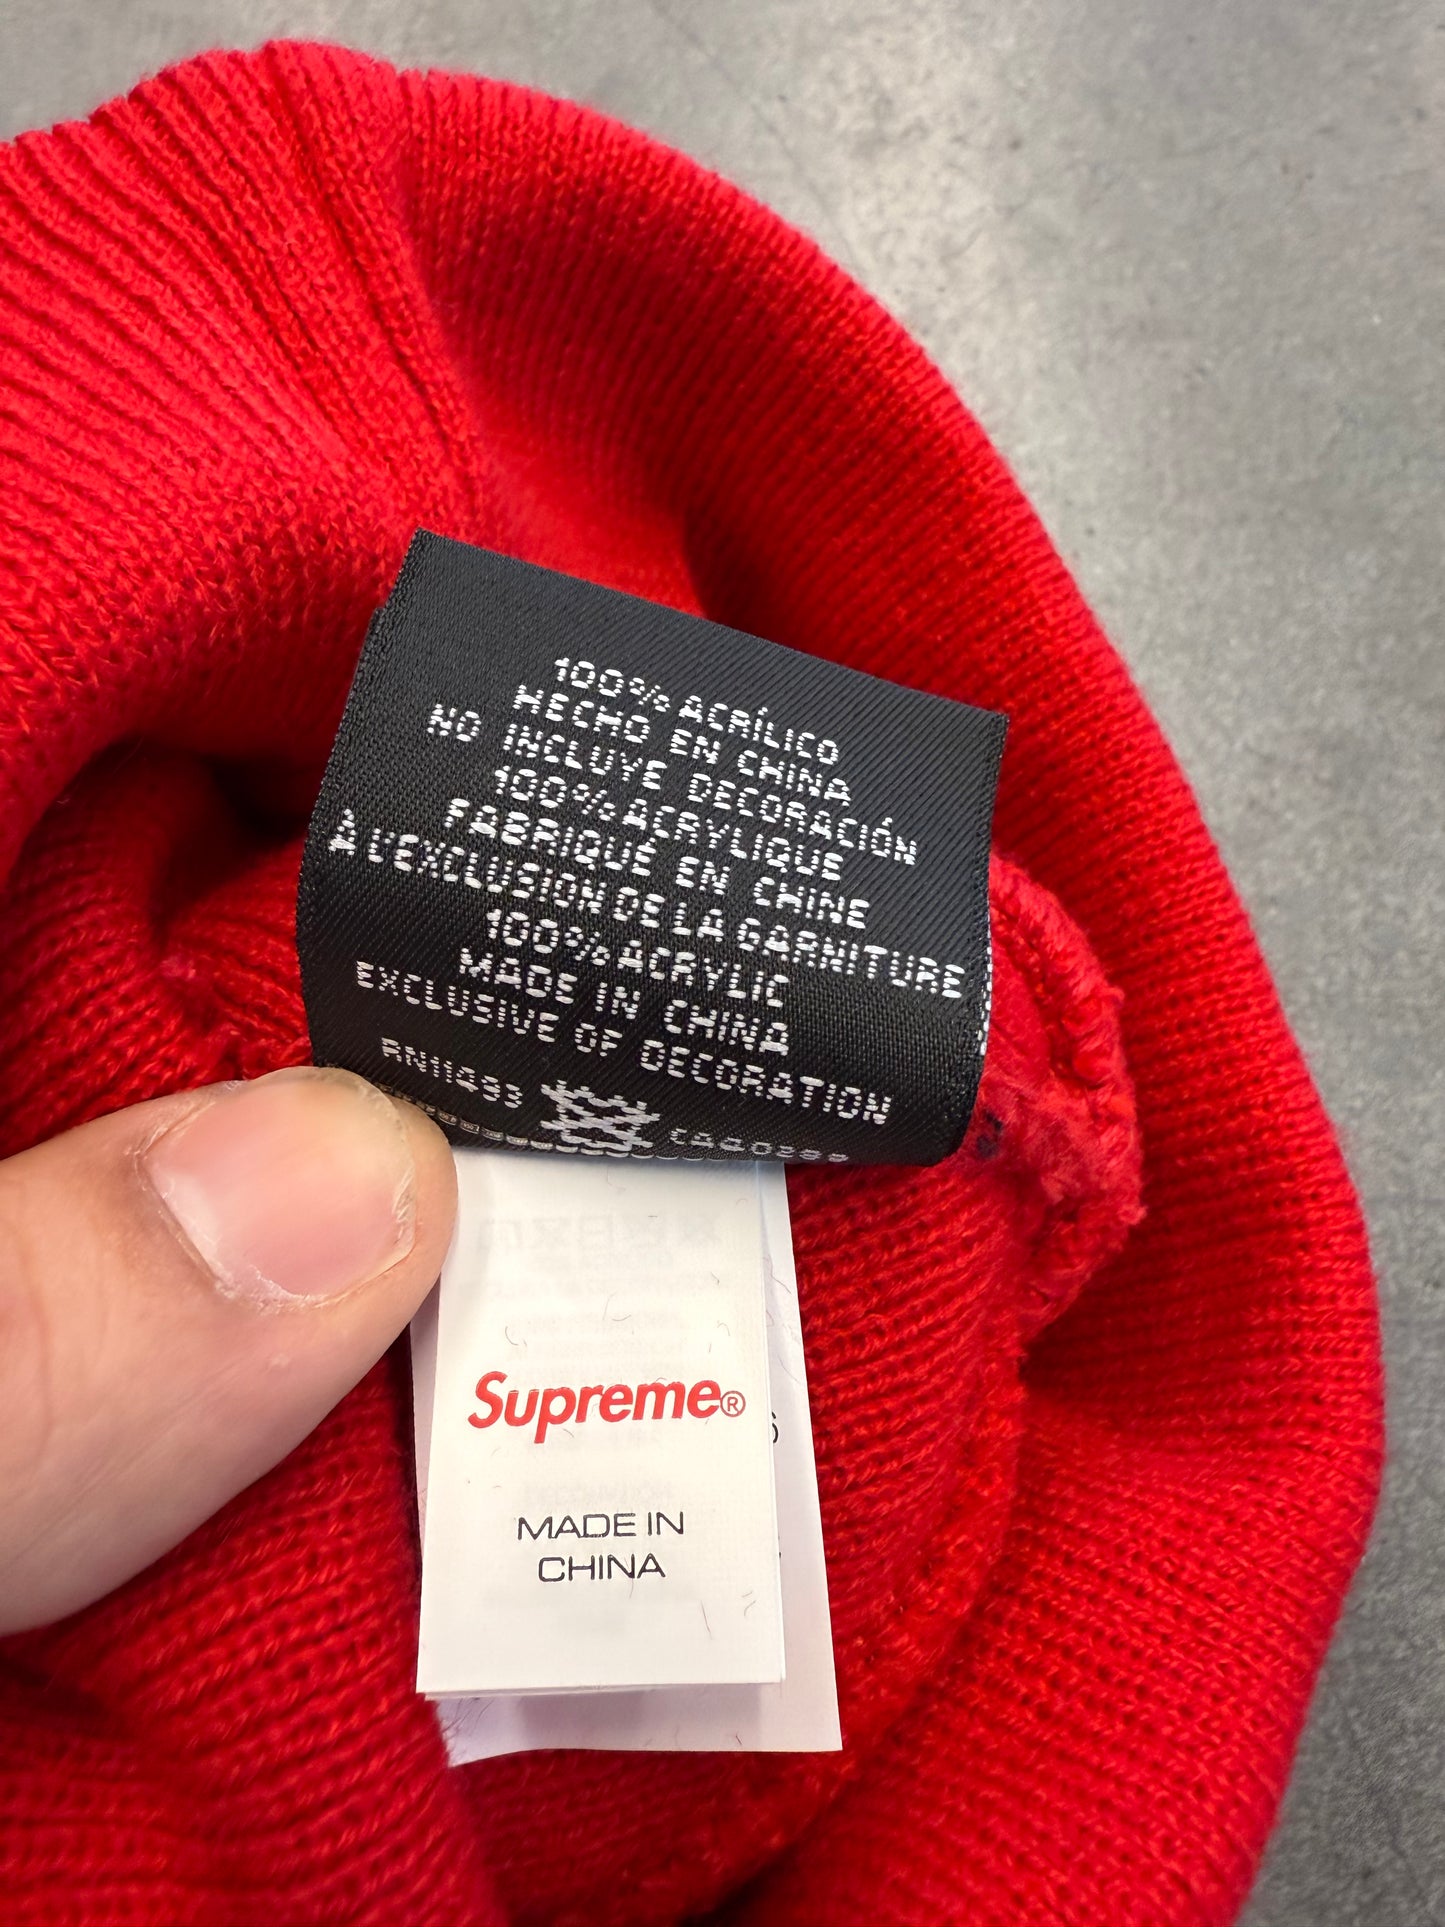 100% ACRÍLICO
HECHO EN CHINA
NO INCLUYE DECORACIÓN
100% ACRYLIQUE
FABRIQUÉ EN CHINE
À L'EXCLUSION DE LA GARNITURE
100% ACRYLIC
MADE IN CHINA
EXCLUSIVE OF DECORATION
RN11493
Supreme®
MADE IN
CHINA